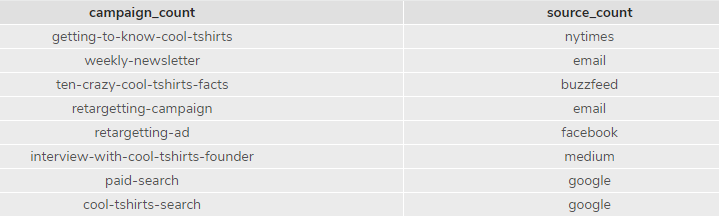 campaign_count source_count
getting-to-know-cool-tshirts nytimes
weekly-newsletter email
ten-crazy-cool-tshirts-facts buzzfeed
retargetting-campaign email
retargetting-ad facebook
interview-with-cool-tshirts-founder medium
paid-search google
cool-tshirts-search google